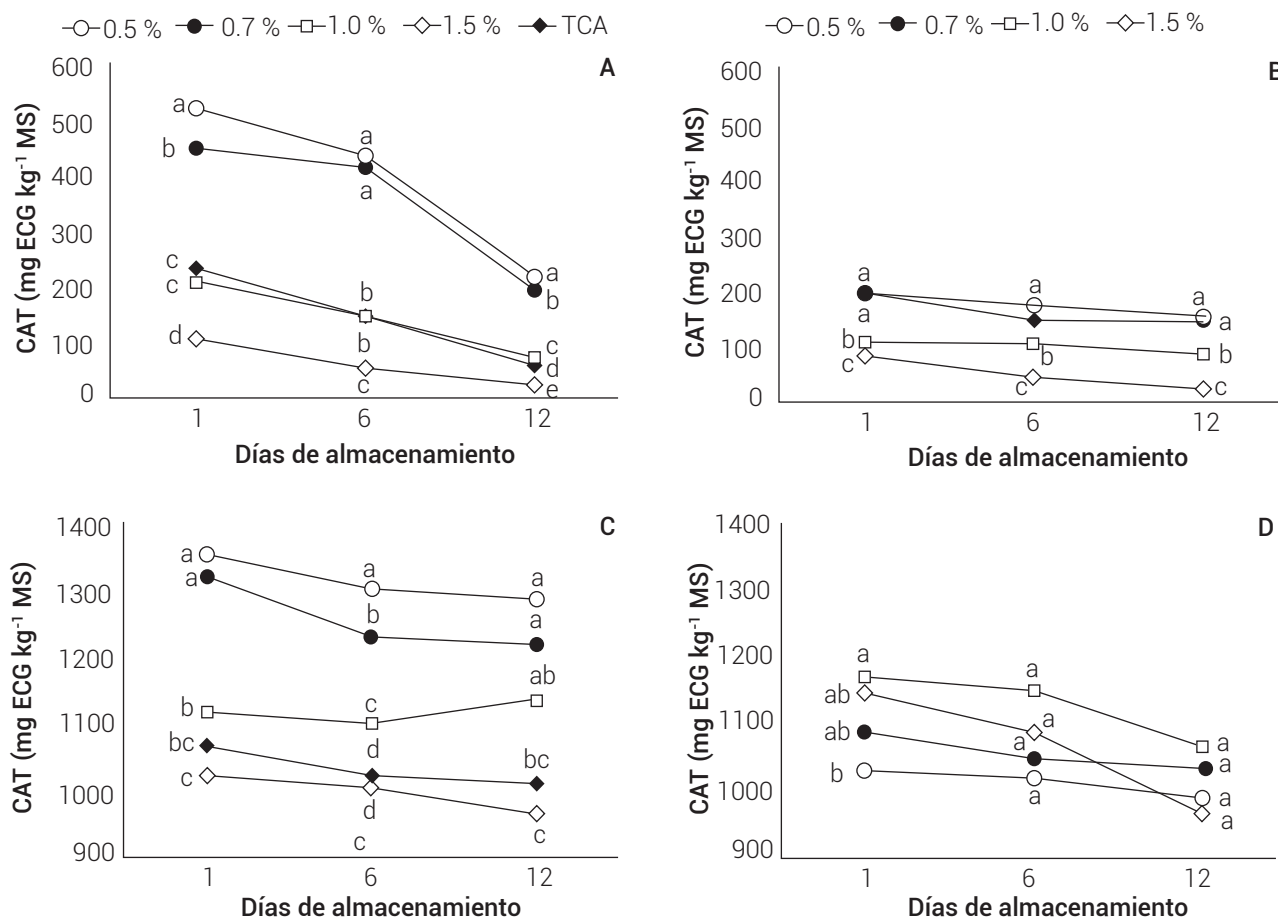 0.5 % 0.7 % 1.0 % 1.5 % TCA
0.5 % 0.7 % 1.0 % 1.5 %
A
CAT (mg ECG kg⁻¹ MS)
600
500
400
300
200
100
0
a
b
c
c
d
a
a
b
b
c
a
b
c
d
e
1 6 12
Días de almacenamiento
B
CAT (mg ECG kg⁻¹ MS)
600
500
400
300
200
100
0
a
a
b
c
a
b
c
a
a
b
c
1 6 12
Días de almacenamiento
C
CAT (mg ECG kg⁻¹ MS)
1400
1300
1200
1100
1000
900
a
a
b
bc
c
a
b
c
d
d
c
a
a
ab
bc
c
1 6 12
Días de almacenamiento
D
CAT (mg ECG kg⁻¹ MS)
1400
1300
1200
1100
1000
900
a
ab
ab
b
a
a
a
a
a
a
a
a
1 6 12
Días de almacenamiento